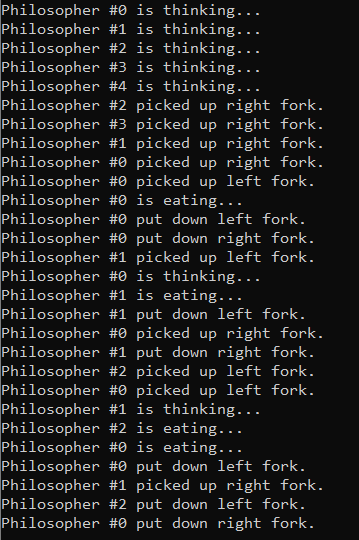 Philosopher #0 is thinking...
Philosopher #1 is thinking...
Philosopher #2 is thinking...
Philosopher #3 is thinking...
Philosopher #4 is thinking...
Philosopher #2 picked up right fork.
Philosopher #3 picked up right fork.
Philosopher #1 picked up right fork.
Philosopher #0 picked up right fork.
Philosopher #0 picked up left fork.
Philosopher #0 is eating...
Philosopher #0 put down left fork.
Philosopher #0 put down right fork.
Philosopher #1 picked up left fork.
Philosopher #0 is thinking...
Philosopher #1 is eating...
Philosopher #1 put down left fork.
Philosopher #0 picked up right fork.
Philosopher #1 put down right fork.
Philosopher #2 picked up left fork.
Philosopher #0 picked up left fork.
Philosopher #1 is thinking...
Philosopher #2 is eating...
Philosopher #0 is eating...
Philosopher #0 put down left fork.
Philosopher #1 picked up right fork.
Philosopher #2 put down left fork.
Philosopher #0 put down right fork.